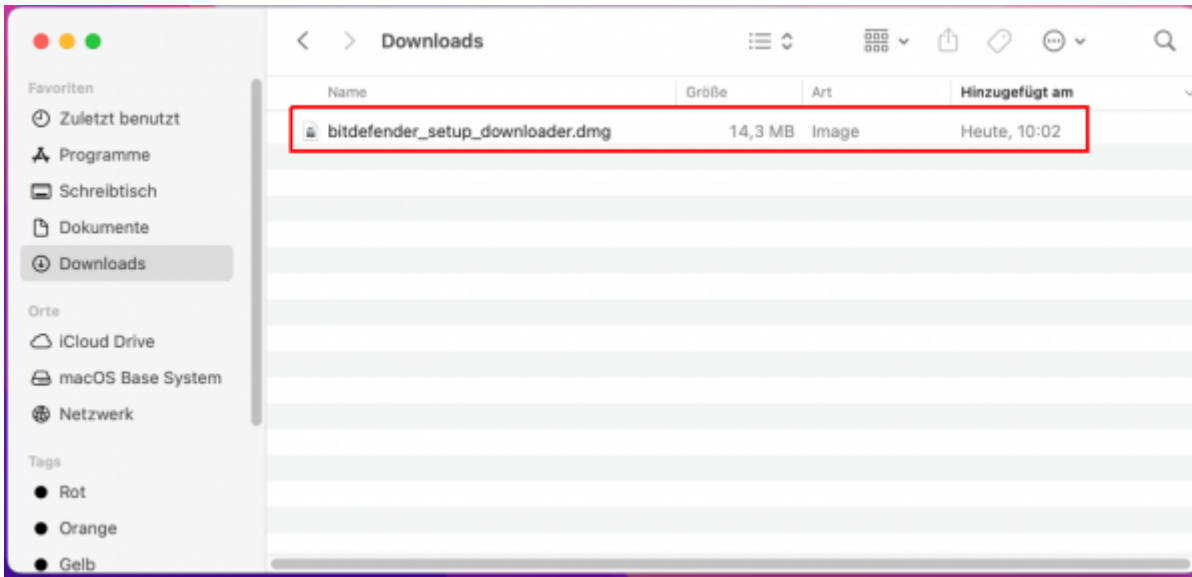 Downloads
Favoriten
Zuletzt benutzt
Programme
Schreibtisch
Dokumente
Downloads
Orte
iCloud Drive
macOS Base System
Netzwerk
Tags
Rot
Orange
Gelb
Name Größe Art Hinzugefügt am
bitdefender_setup_downloader.dmg 14,3 MB Image Heute, 10:02